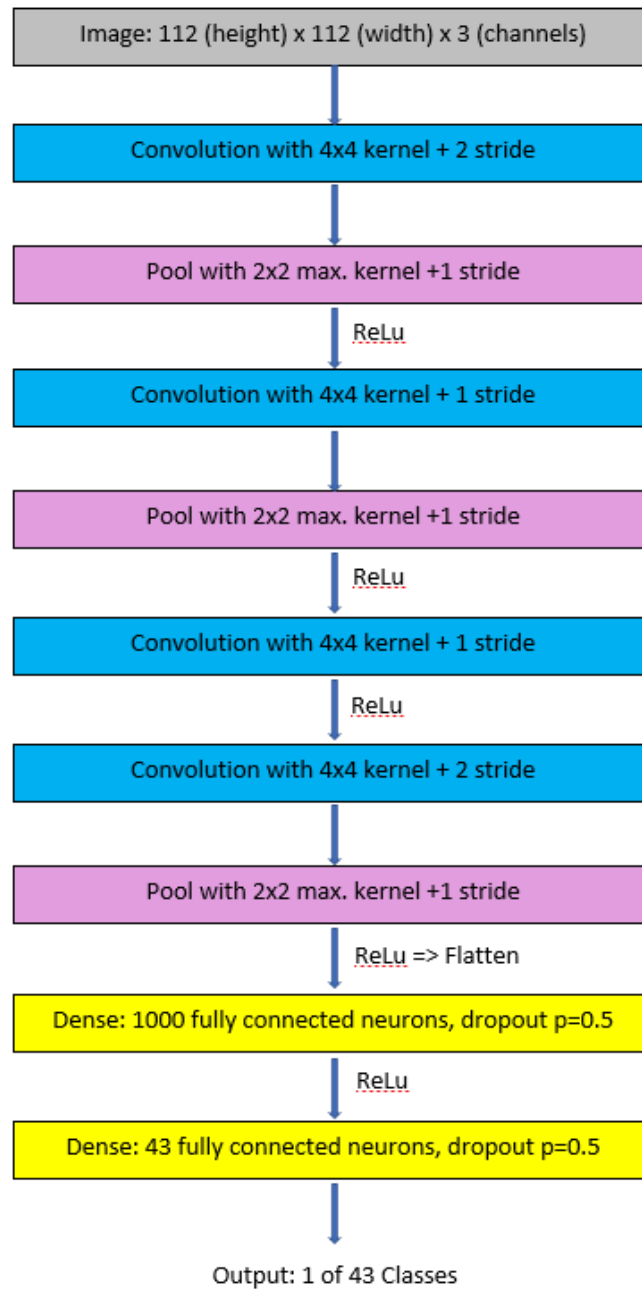 Image: 112 (height) x 112 (width) x 3 (channels)
Convolution with 4x4 kernel + 2 stride
Pool with 2x2 max. kernel +1 stride
ReLu
Convolution with 4x4 kernel + 1 stride
Pool with 2x2 max. kernel +1 stride
ReLu
Convolution with 4x4 kernel + 1 stride
ReLu
Convolution with 4x4 kernel + 2 stride
Pool with 2x2 max. kernel +1 stride
ReLu => Flatten
Dense: 1000 fully connected neurons, dropout p=0.5
ReLu
Dense: 43 fully connected neurons, dropout p=0.5
Output: 1 of 43 Classes